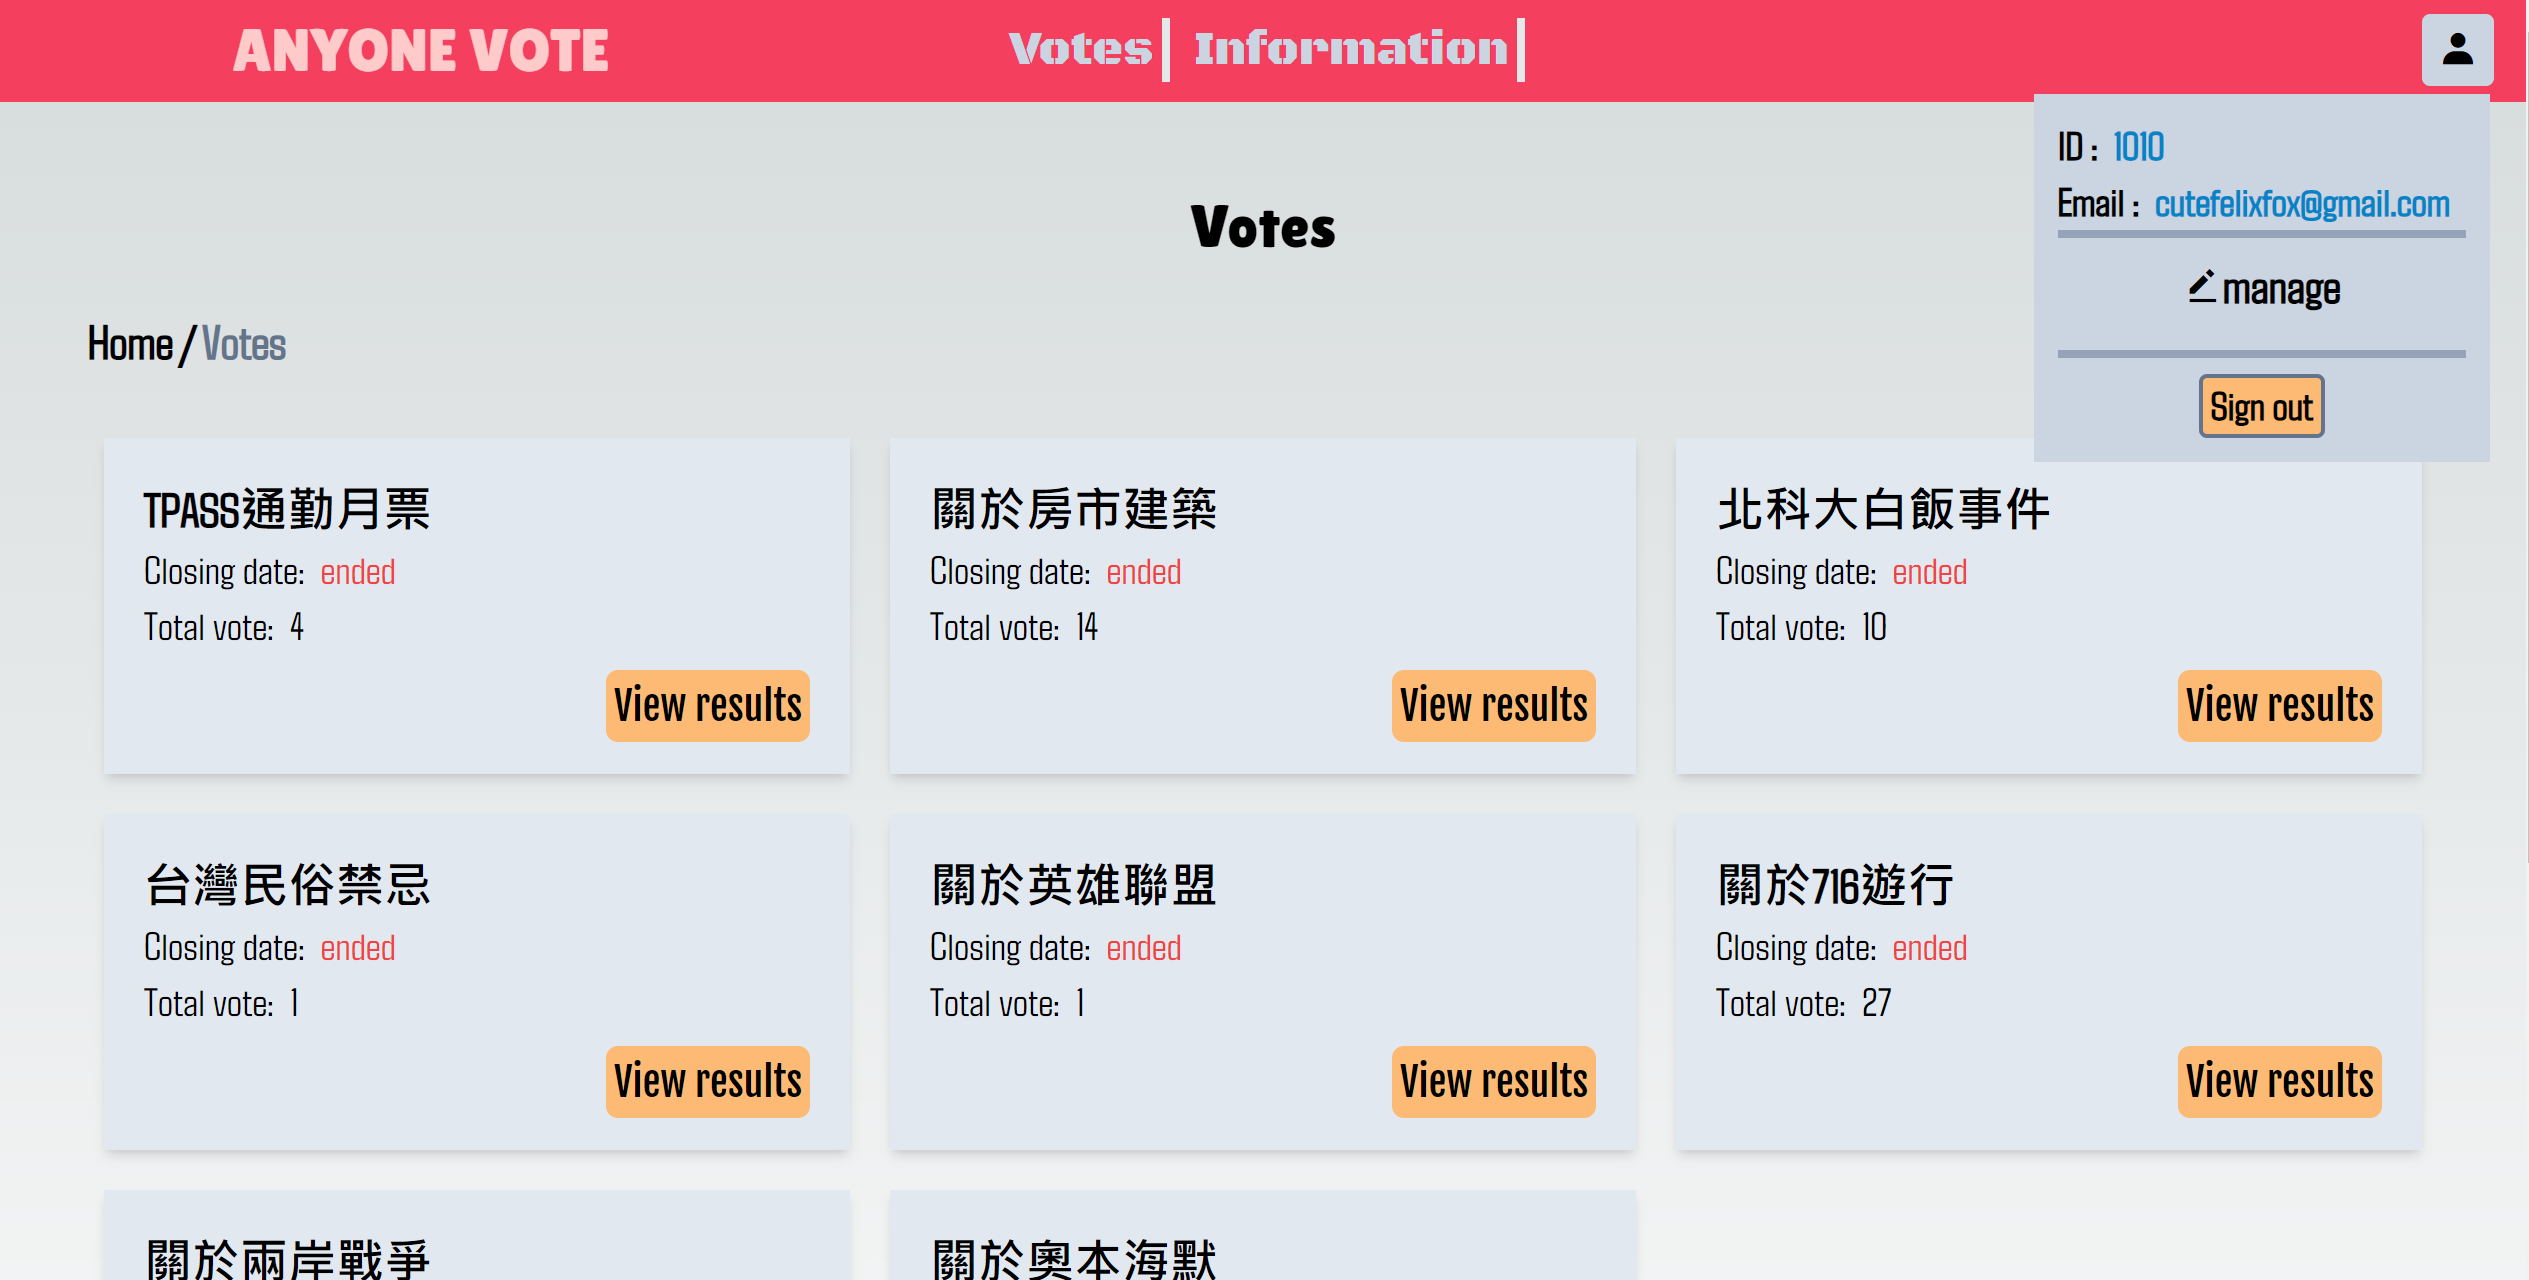 ANYONE VOTE
Votes
Information
ID : 1010
Email : cutefelixfox@gmail.com
manage
Sign out
Votes
Home / Votes
TPASS通勤月票
Closing date: ended
Total vote: 4
View results
關於房市建築
Closing date: ended
Total vote: 14
View results
北科大白飯事件
Closing date: ended
Total vote: 10
View results
台灣民俗禁忌
Closing date: ended
Total vote: 1
View results
關於英雄聯盟
Closing date: ended
Total vote: 1
View results
關於716遊行
Closing date: ended
Total vote: 27
View results
關於兩岸戰爭
關於奧本海默